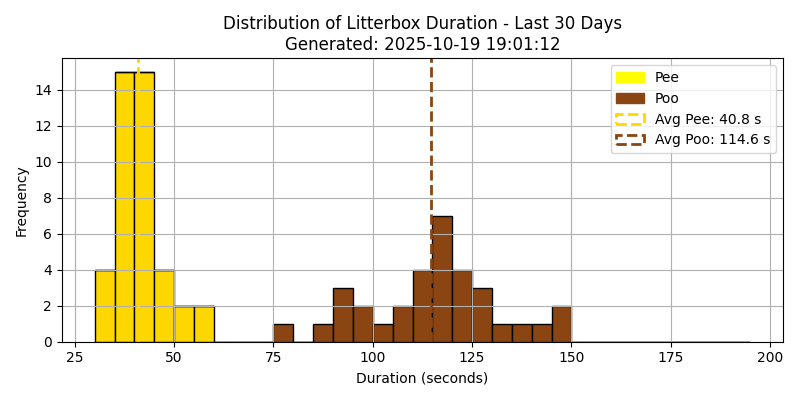 Distribution of Litterbox Duration - Last 30 Days
Generated: 2025-10-19 19:01:12
Pee
Poo
Avg Pee: 40.8 s
Avg Poo: 114.6 s
Frequency
14
12
10
8
6
4
2
0
25
50
75
100
125
150
175
200
Duration (seconds)